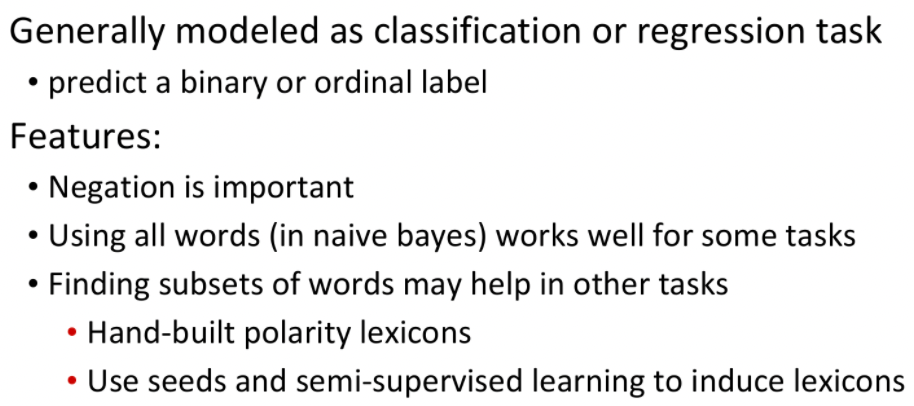 Generally modeled as classification or regression task
• predict a binary or ordinal label
Features:
• Negation is important
• Using all words (in naive bayes) works well for some tasks
• Finding subsets of words may help in other tasks
• Hand-built polarity lexicons
• Use seeds and semi-supervised learning to induce lexicons